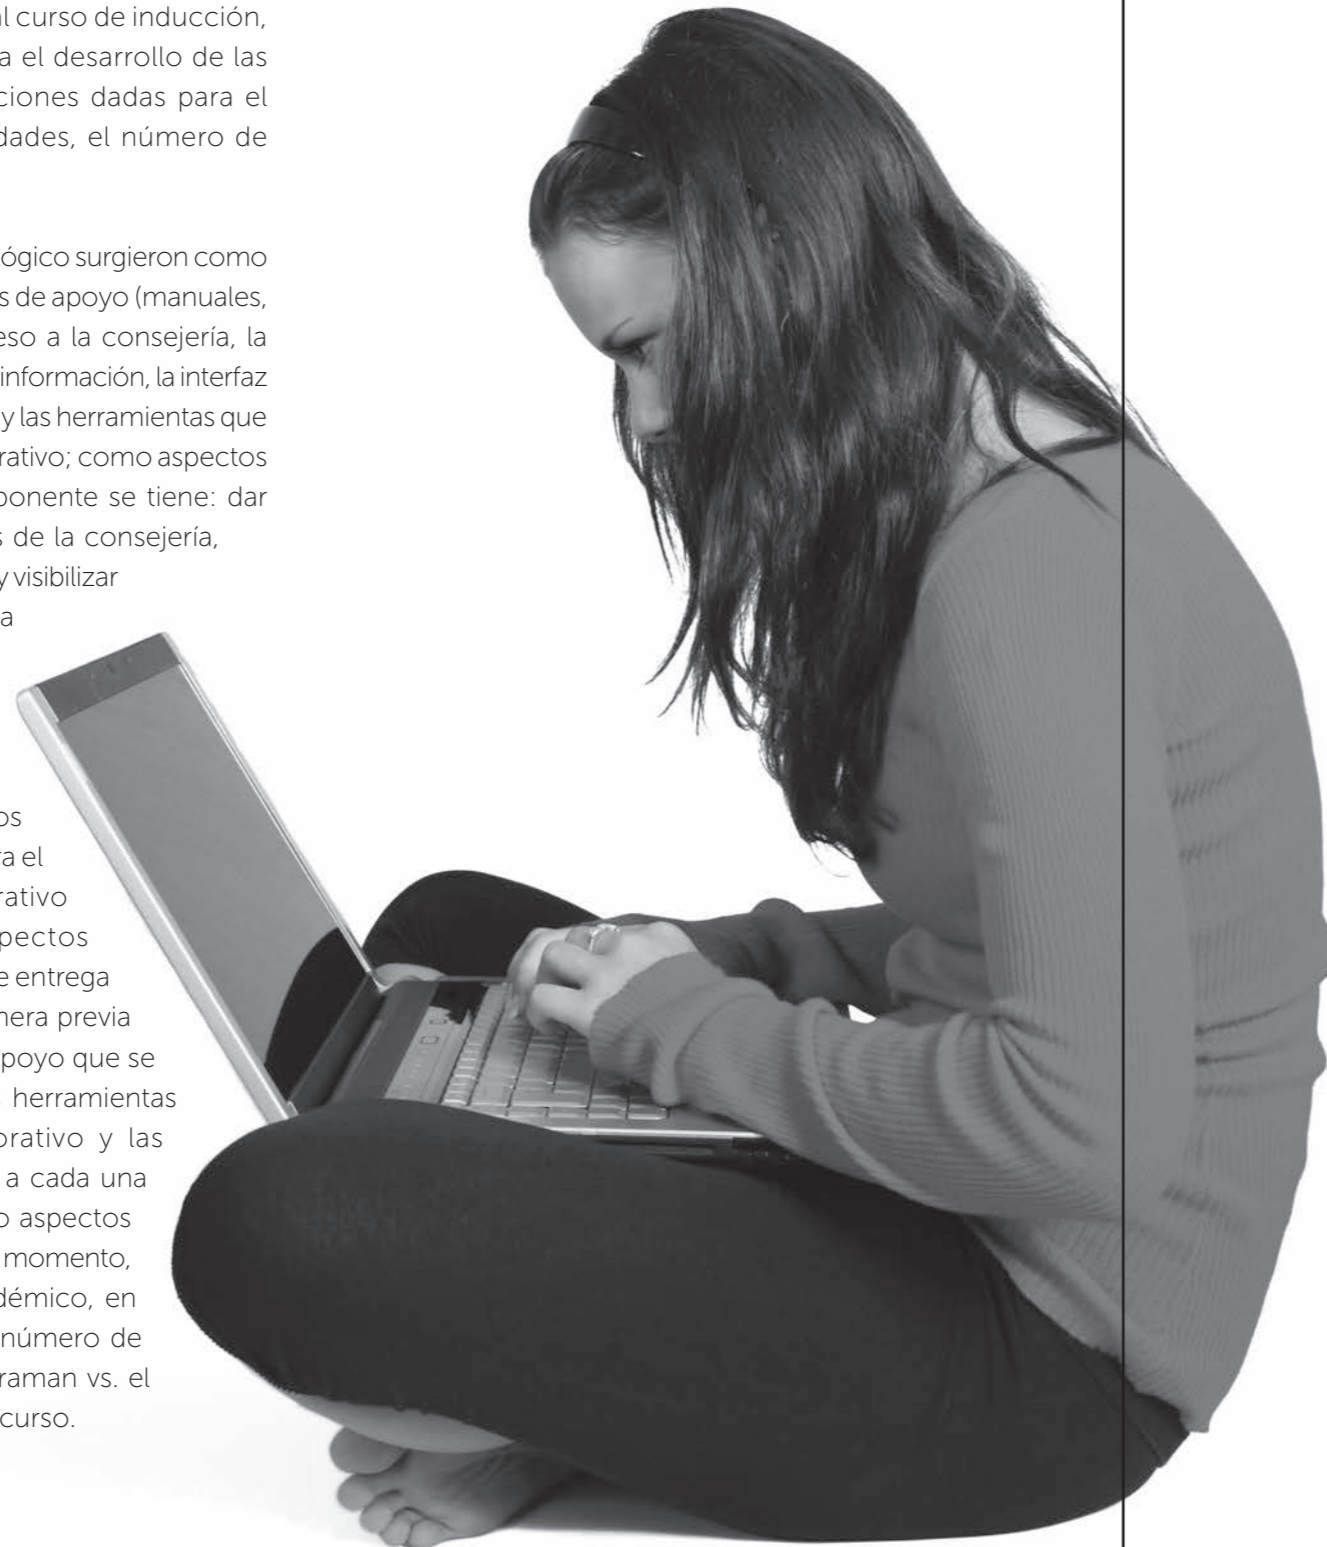 al curso de inducción,
a el desarrollo de las
ciones dadas para el
dades, el número de
ógico surgieron como
s de apoyo (manuales,
eso a la consejería, la
información, la interfaz
y las herramientas que
rativo; como aspectos
ponente se tiene: dar
s de la consejería,
y visibilizar
a
os
ra el
rativo
pectos
e entrega
nera previa
poyo que se
s herramientas
orativo y las
a cada una
o aspectos
momento,
démico, en
número de
raman vs. el
curso.